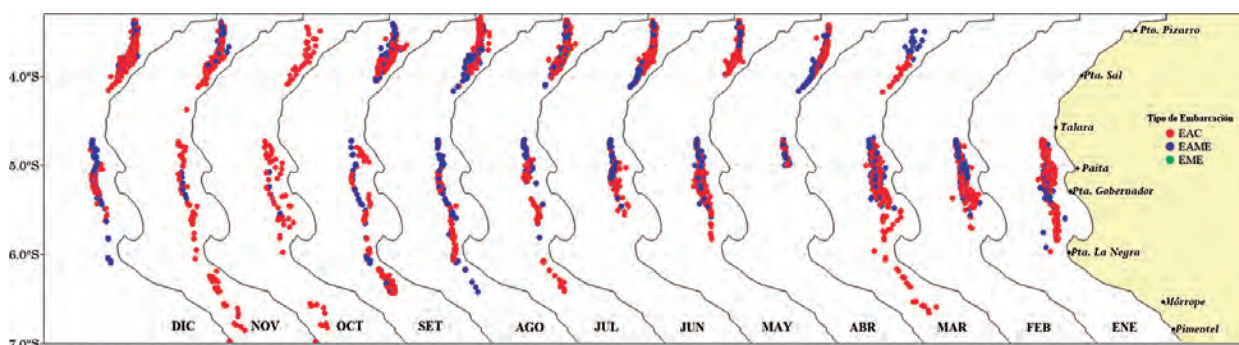 Pto. Pizarro
4.0°S
Pta. Sal
Tipo de Embarcación
Talara
EAC
EAME
5.0°S
Paita
EME
Pta. Gobernador
6.0°S
Pta. La Negra
Mórrope
DIC NOV OCT SET AGO JUL JUN MAY ABR MAR FEB ENE
Pimentel
7.0°S